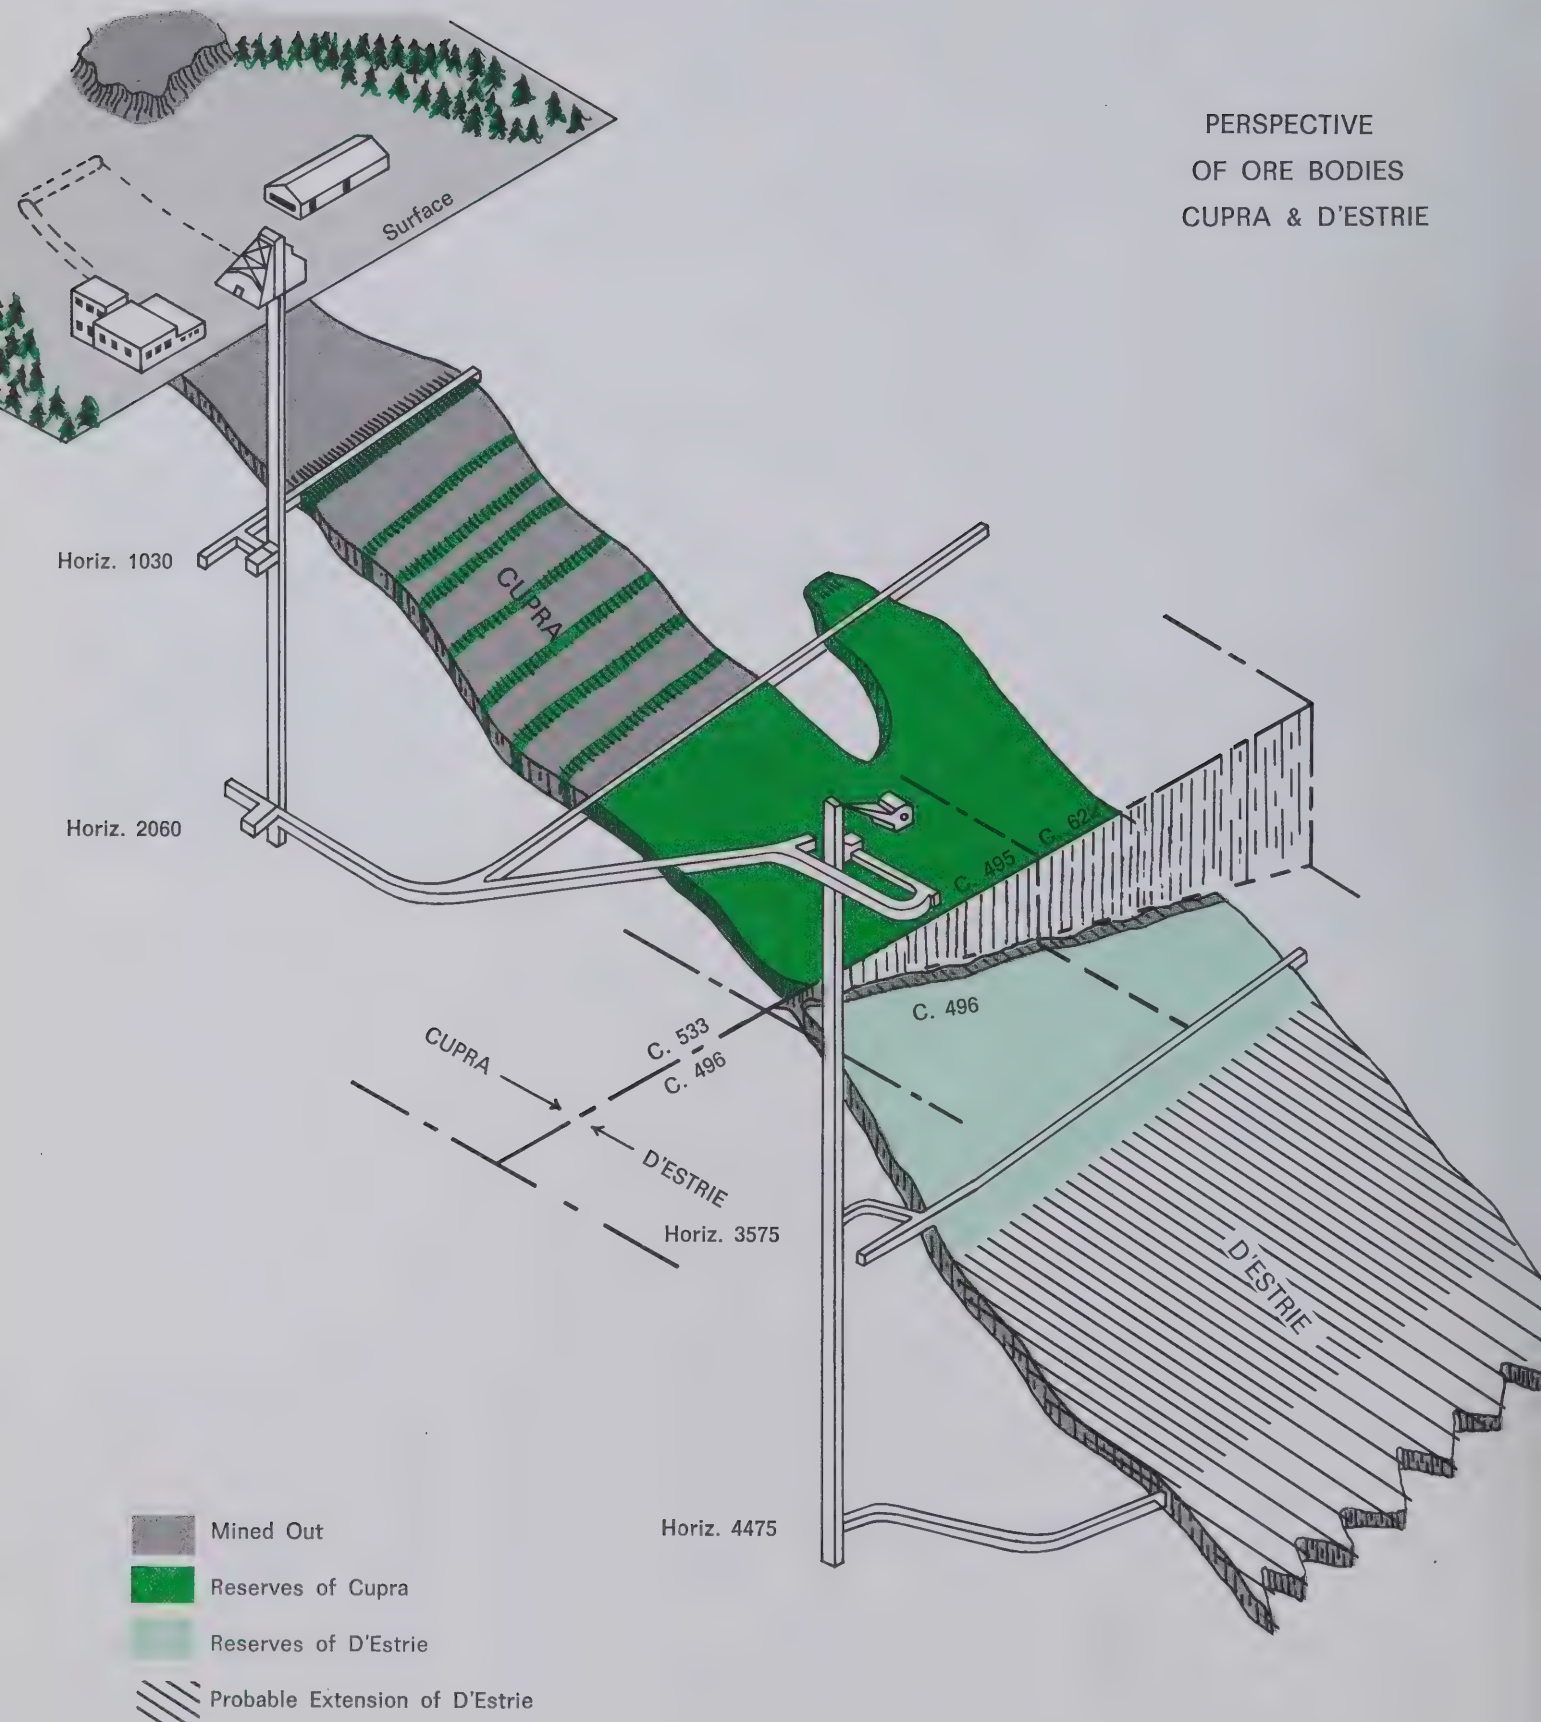 PERSPECTIVE
OF ORE BODIES
CUPRA & D'ESTRIE
Surface
Horiz. 1030
CUPRA
Horiz. 2060
C. 495
C. 496
C. 533
C. 496
CUPRA
D'ESTRIE
Horiz. 3575
D'ESTRIE
Horiz. 4475
Mined Out
Reserves of Cupra
Reserves of D'Estrie
Probable Extension of D'Estrie